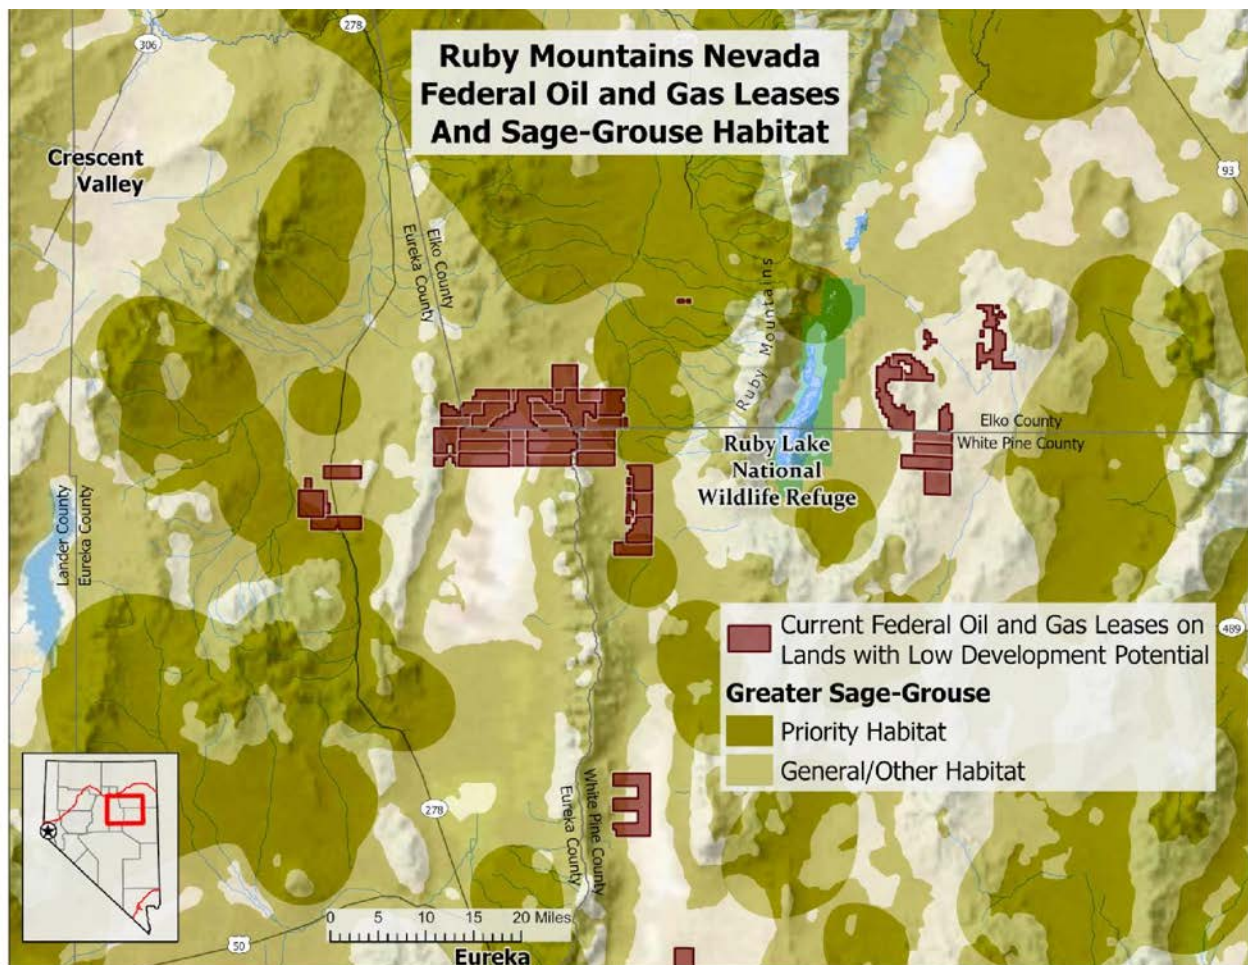 278
306
Ruby Mountains Nevada
Federal Oil and Gas Leases
And Sage-Grouse Habitat
Crescent
Valley
93
Elko County
Eureka County
Ruby Mountains
Elko County
White Pine County
Ruby Lake
National
Wildlife Refuge
Lander County
Eureka County
Current Federal Oil and Gas Leases on
Lands with Low Development Potential
489
Greater Sage-Grouse
Priority Habitat
General/Other Habitat
White Pine County
Eureka County
278
0 5 10 15 20 Miles
50
Eureka